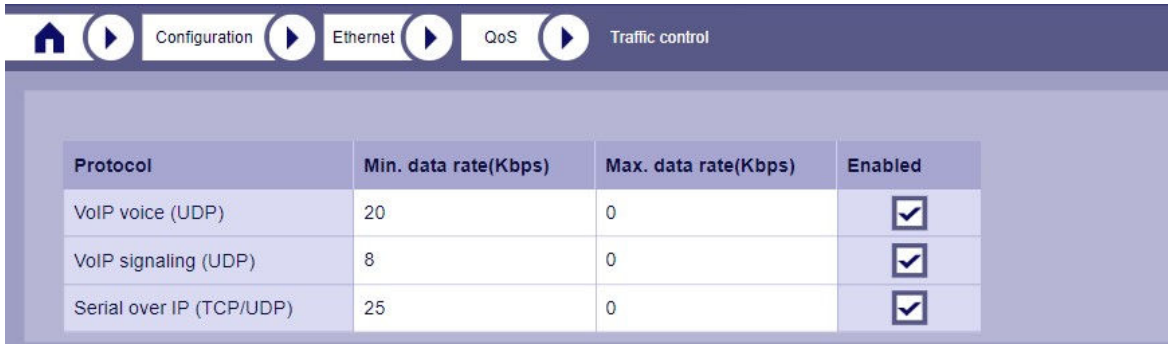 Configuration Ethernet QoS Traffic control
Protocol Min. data rate(Kbps) Max. data rate(Kbps) Enabled
VoIP voice (UDP) 20 0
VoIP signaling (UDP) 8 0
Serial over IP (TCP/UDP) 25 0